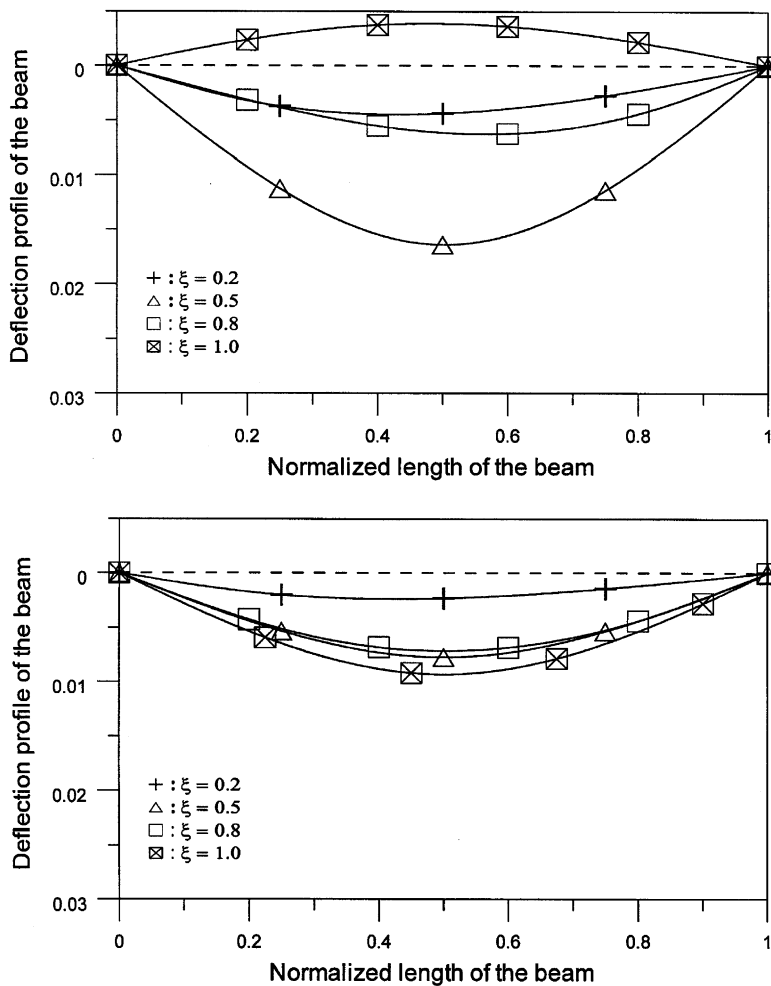 Deflection profile of the beam
0
0.01
0.02
0.03
+ : ξ = 0.2
△ : ξ = 0.5
□ : ξ = 0.8
⊠ : ξ = 1.0
0 0.2 0.4 0.6 0.8 1
Normalized length of the beam
Deflection profile of the beam
0
0.01
0.02
0.03
+ : ξ = 0.2
△ : ξ = 0.5
□ : ξ = 0.8
⊠ : ξ = 1.0
0 0.2 0.4 0.6 0.8 1
Normalized length of the beam